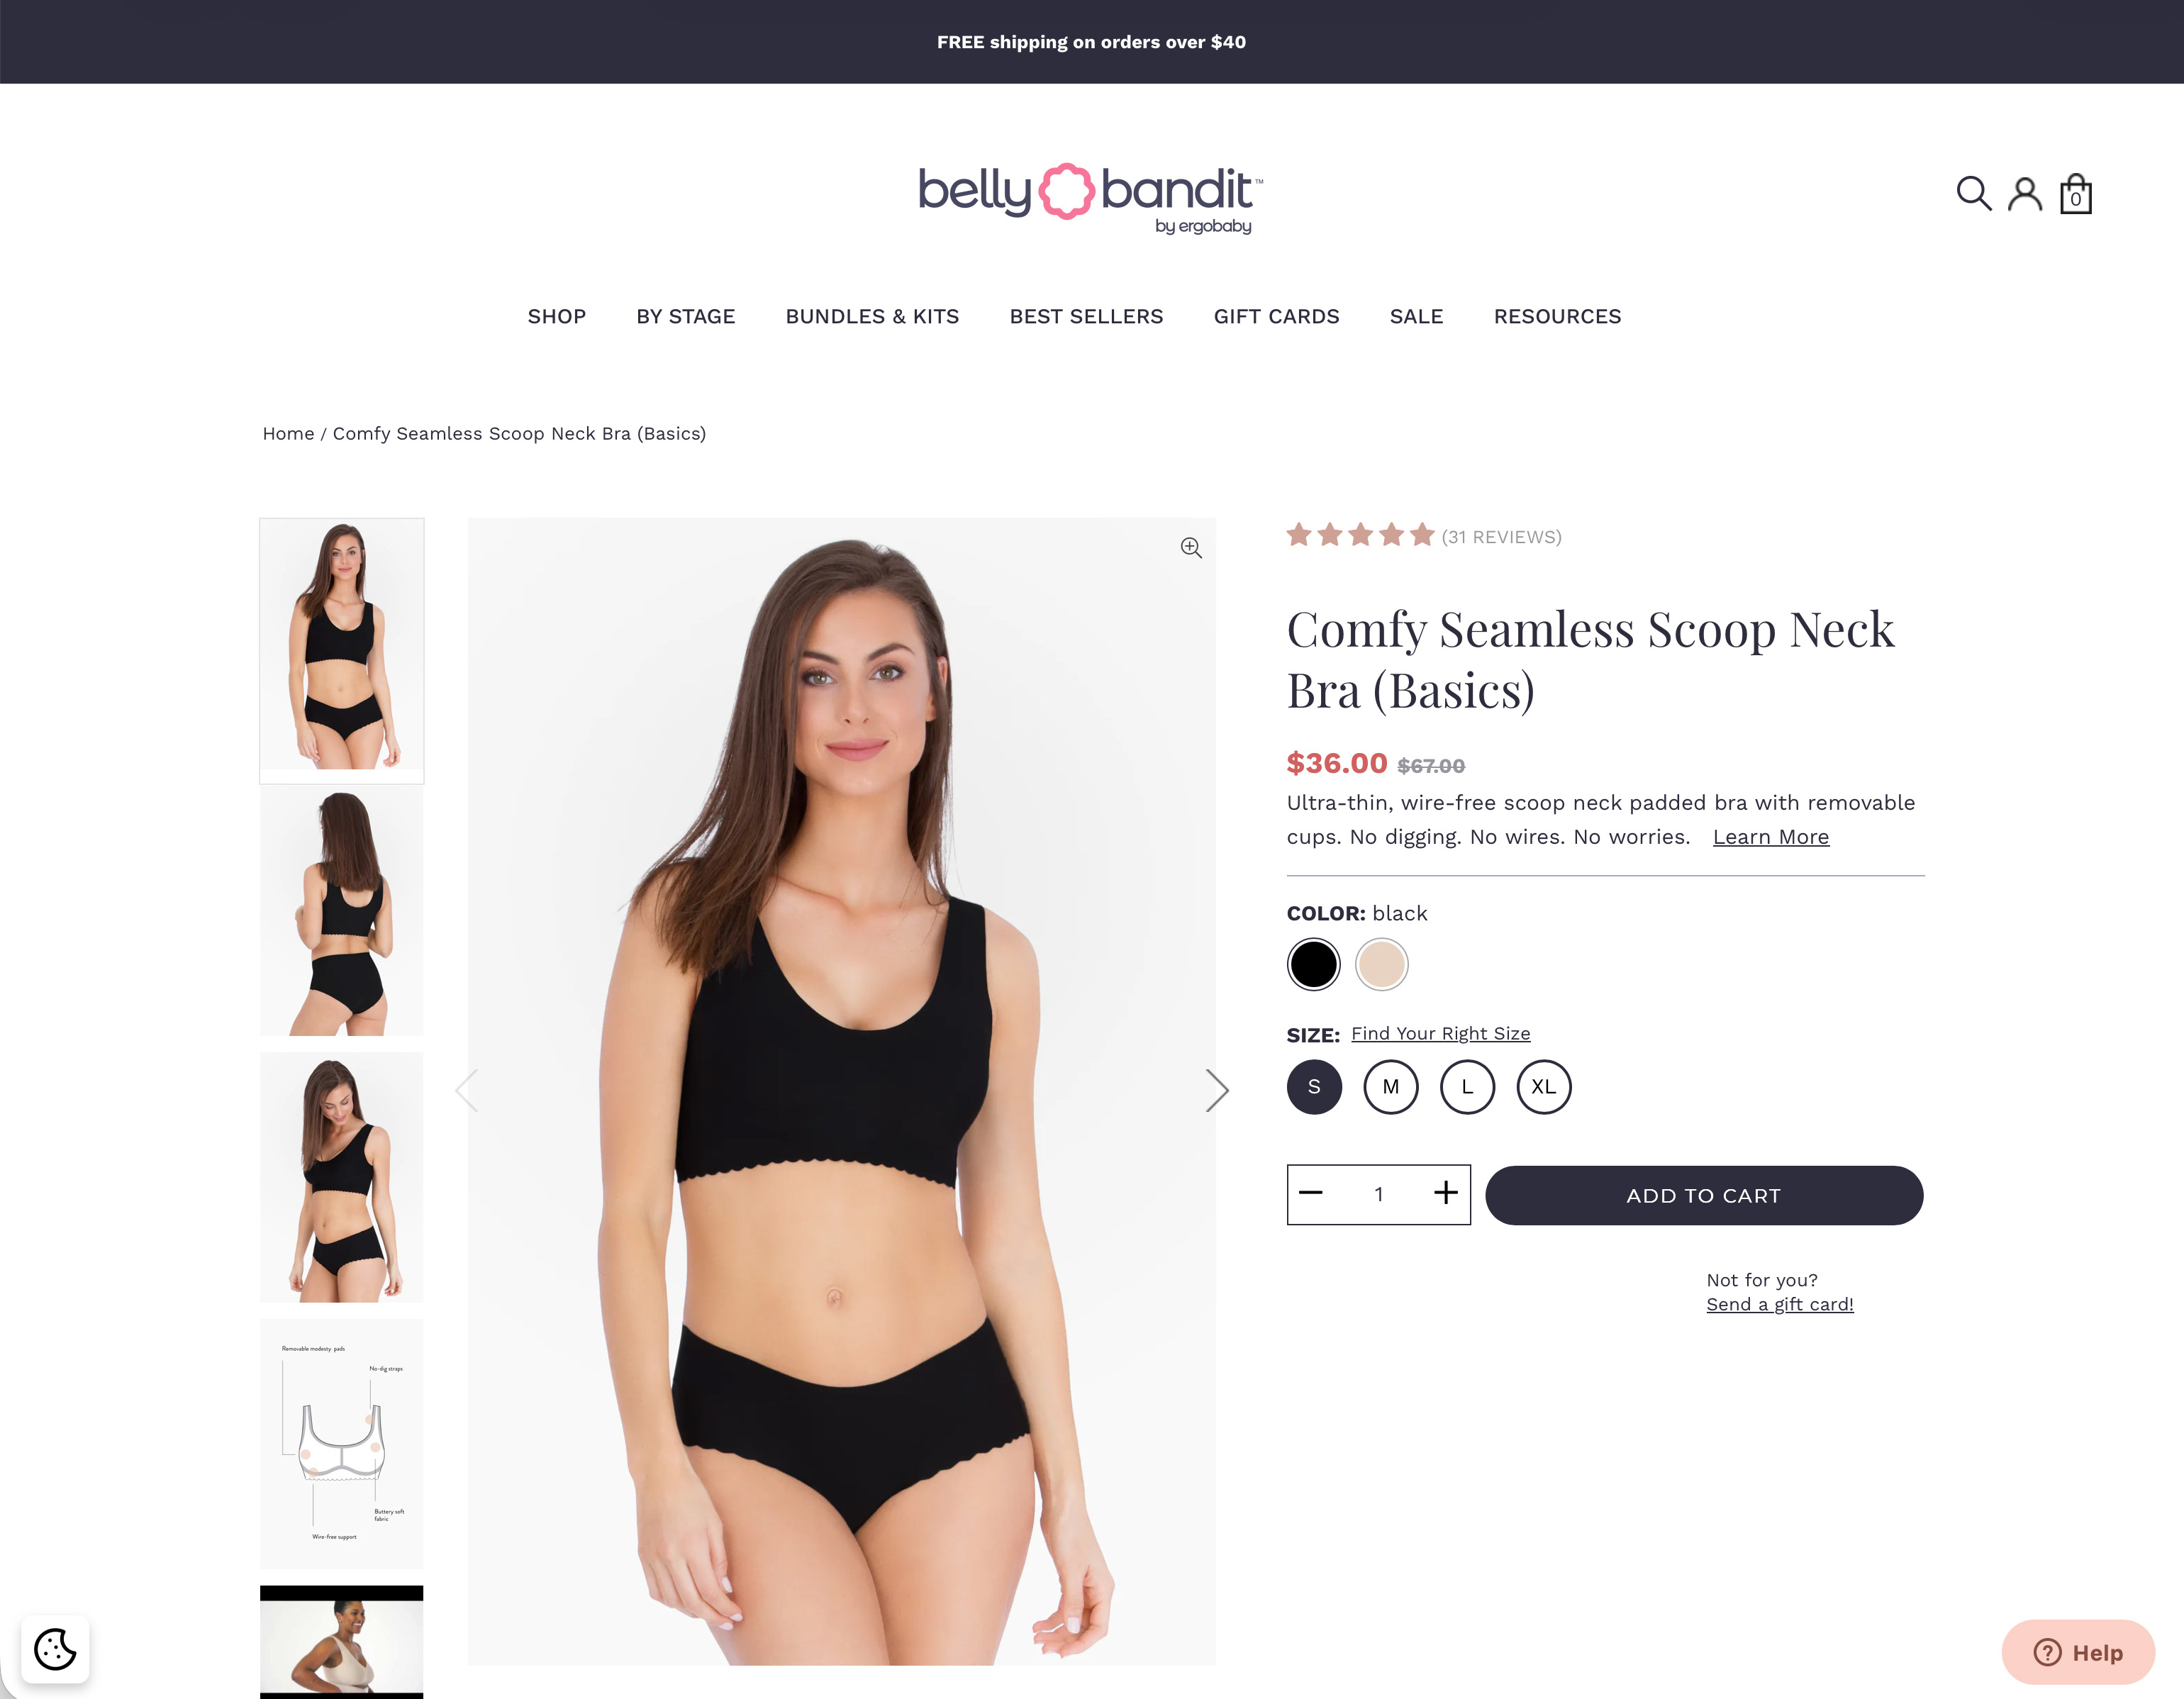 FREE shipping on orders over $40
belly bandit™
by ergobaby
0
SHOP BY STAGE BUNDLES & KITS BEST SELLERS GIFT CARDS SALE RESOURCES
Home / Comfy Seamless Scoop Neck Bra (Basics)
(31 REVIEWS)
Comfy Seamless Scoop Neck
Bra (Basics)
$36.00 $67.00
Ultra-thin, wire-free scoop neck padded bra with removable
cups. No digging. No wires. No worries. Learn More
COLOR: black
SIZE: Find Your Right Size
S M L XL
1
ADD TO CART
Not for you?
Send a gift card!
Removable modesty pads
No-dig straps
Buttery soft
fabric
Wire-free support
Help